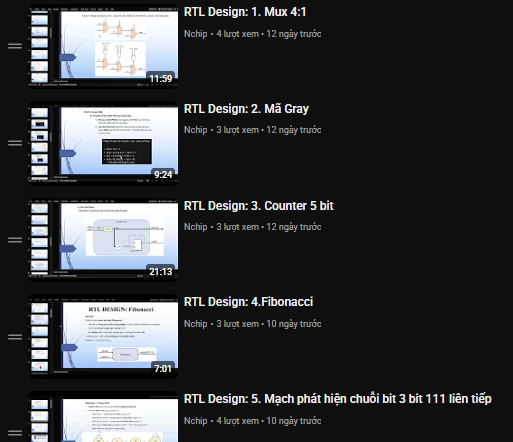 RTL Design: 1. Mux 4:1
Nchip • 4 lượt xem • 12 ngày trước
11:59
RTL Design: 2. Mã Gray
Nchip • 3 lượt xem • 12 ngày trước
9:24
RTL Design: 3. Counter 5 bit
Nchip • 3 lượt xem • 12 ngày trước
21:13
RTL Design: 4.Fibonacci
Nchip • 3 lượt xem • 10 ngày trước
RTL DESIGN: Fibonacci
7:01
RTL Design: 5. Mạch phát hiện chuỗi bit 3 bit 111 liên tiếp
Nchip • 4 lượt xem • 10 ngày trước